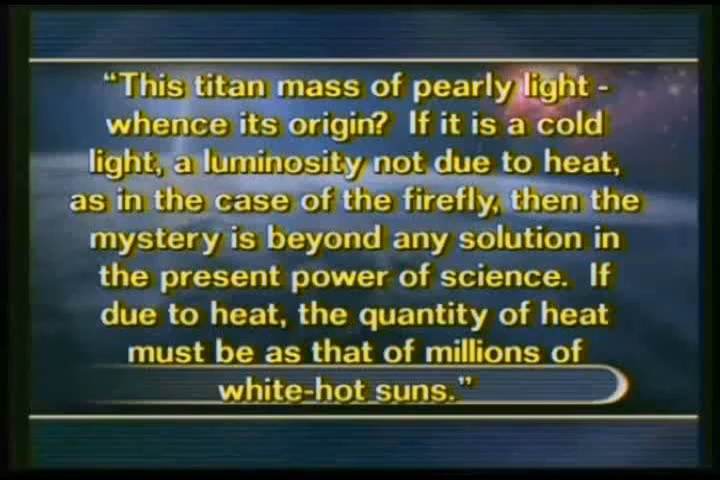 “This titan mass of pearly light -
whence its origin?  If it is a cold
light, a luminosity not due to heat,
as in the case of the firefly, then the
mystery is beyond any solution in
the present power of science.  If
due to heat, the quantity of heat
must be as that of millions of
white-hot suns.”